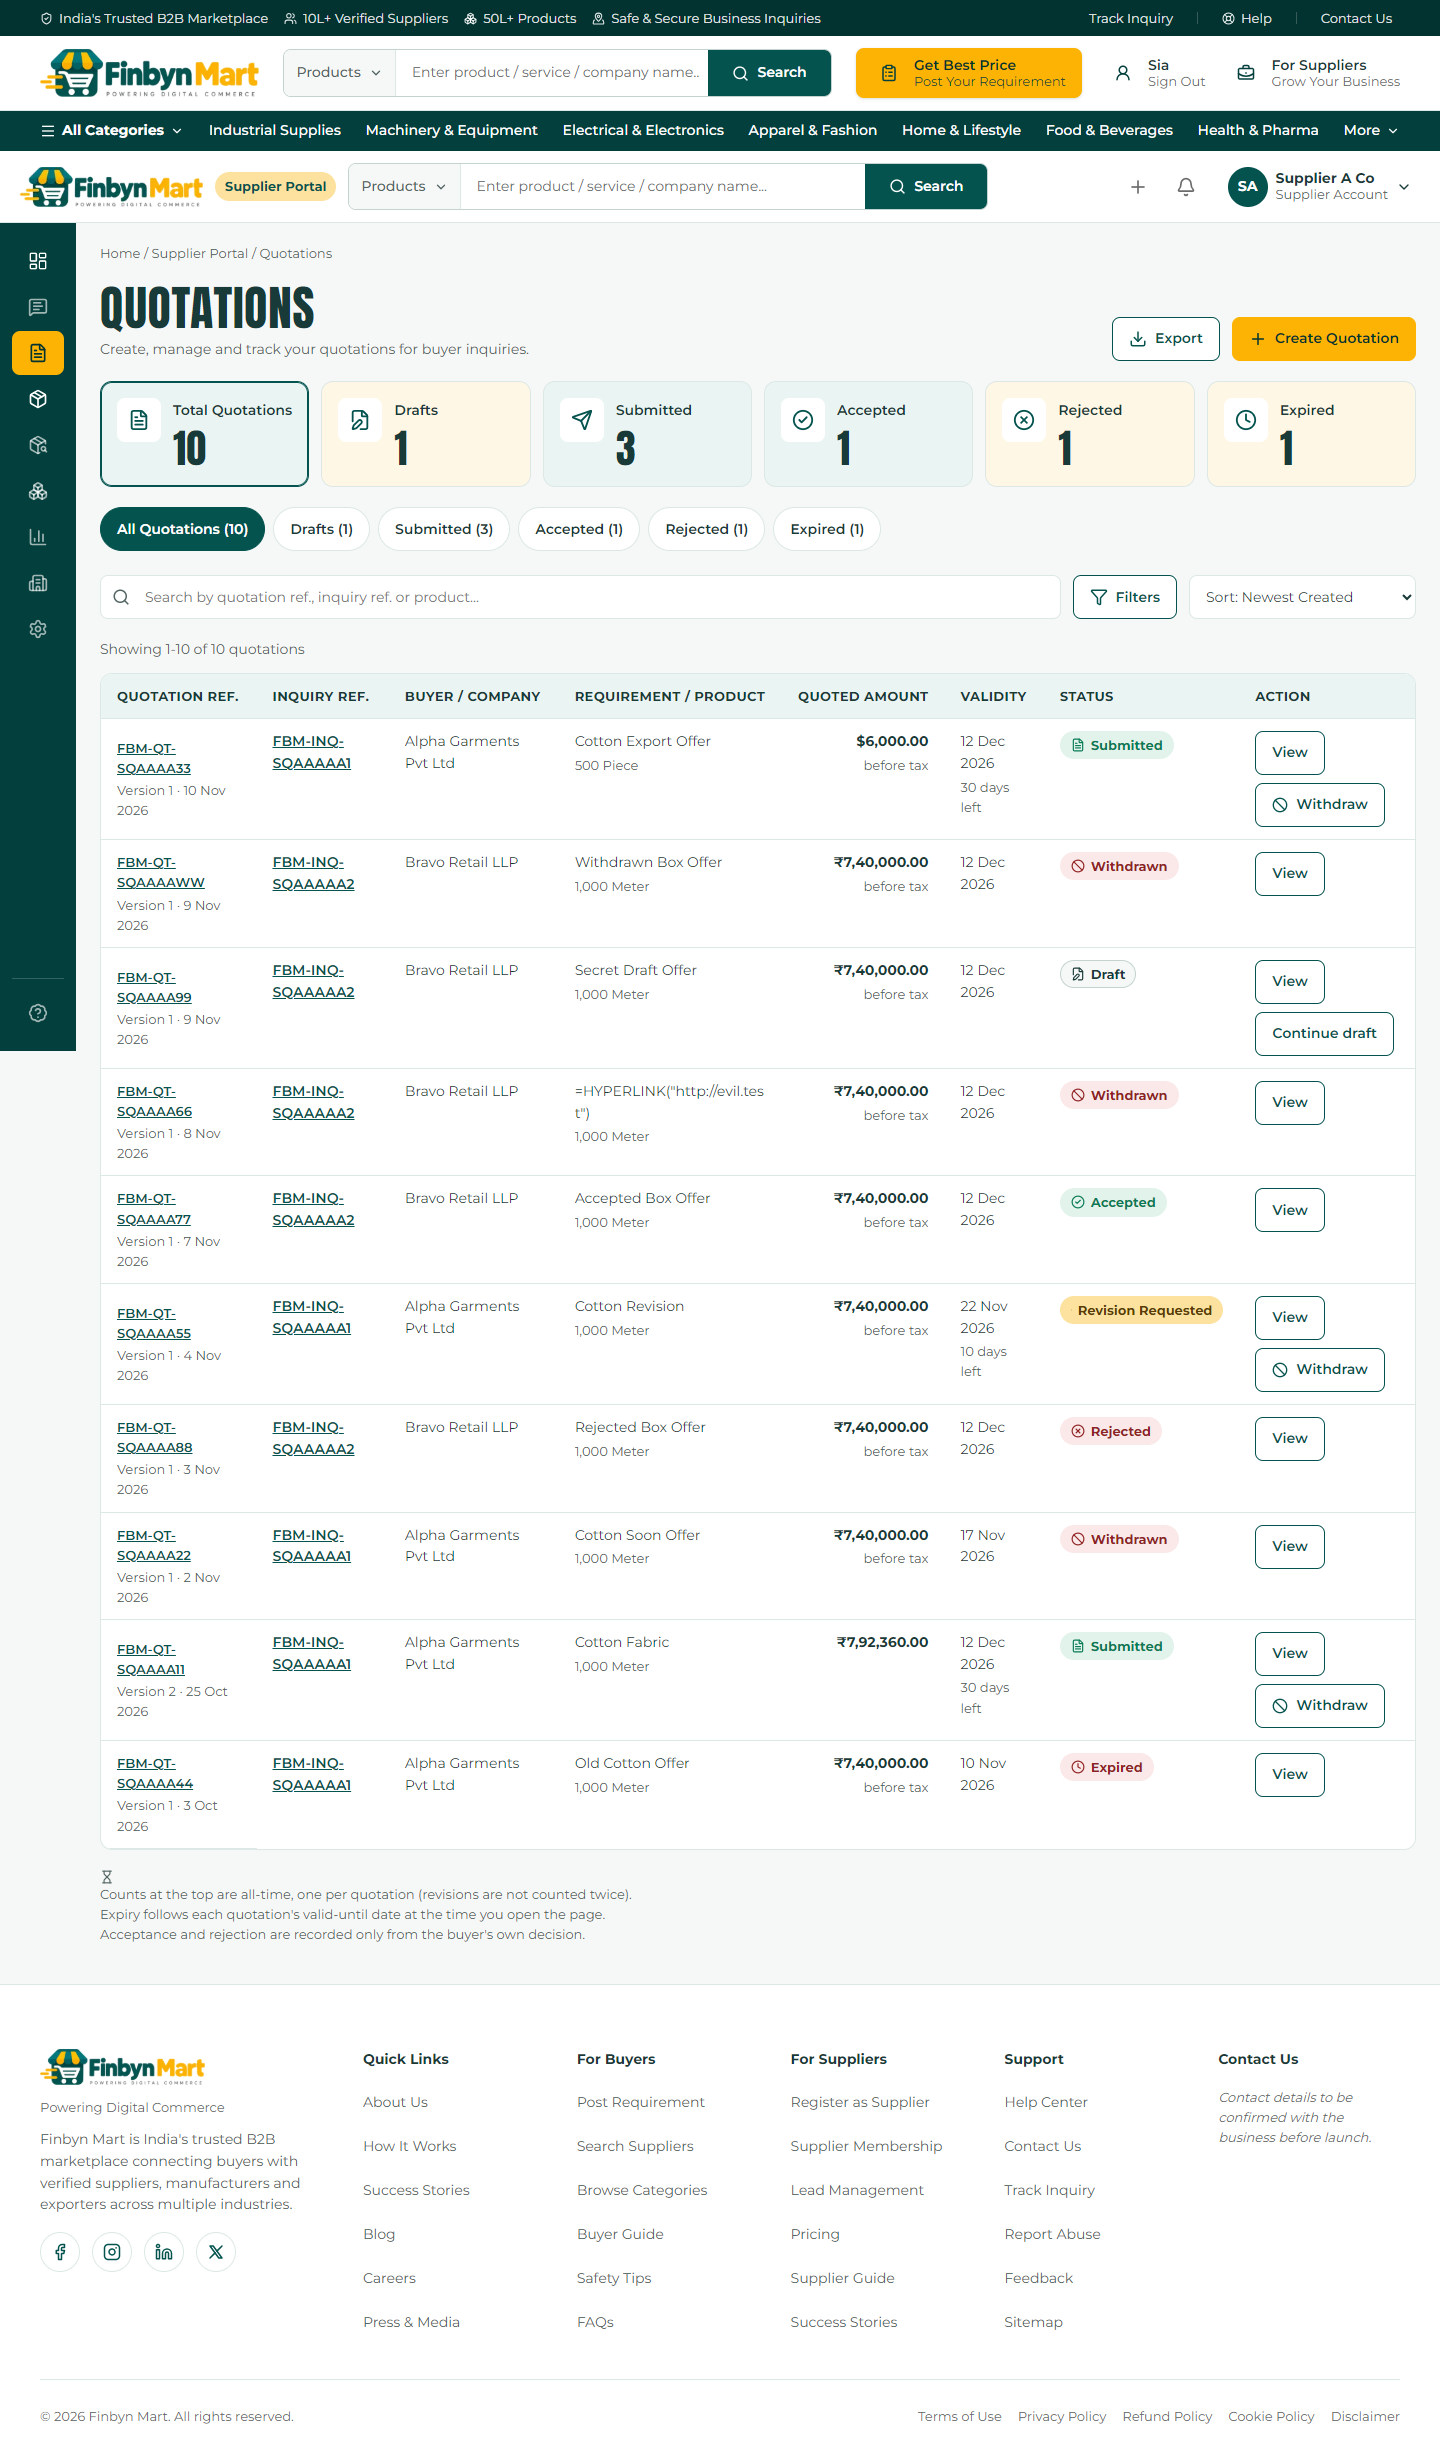 India's Trusted B2B Marketplace 10L+ Verified Suppliers 50L+ Products Safe & Secure Business Inquiries Track Inquiry Help Contact Us
FinbynMart
POWERING DIGITAL COMMERCE
Products Enter product / service / company name.. Search
Get Best Price
Post Your Requirement
Sia
Sign Out
For Suppliers
Grow Your Business
All Categories Industrial Supplies Machinery & Equipment Electrical & Electronics Apparel & Fashion Home & Lifestyle Food & Beverages Health & Pharma More
FinbynMart
POWERING DIGITAL COMMERCE
Supplier Portal Products Enter product / service / company name... Search
SA
Supplier A Co
Supplier Account
Home / Supplier Portal / Quotations
QUOTATIONS
Create, manage and track your quotations for buyer inquiries.
Export Create Quotation
Total Quotations
10
Drafts
1
Submitted
3
Accepted
1
Rejected
1
Expired
1
All Quotations (10) Drafts (1) Submitted (3) Accepted (1) Rejected (1) Expired (1)
Search by quotation ref., inquiry ref. or product... Filters Sort: Newest Created
Showing 1-10 of 10 quotations
QUOTATION REF. INQUIRY REF. BUYER / COMPANY REQUIREMENT / PRODUCT QUOTED AMOUNT VALIDITY STATUS ACTION
FBM-QT-
SQAAAA33
Version 1 · 10 Nov
2026
FBM-INQ-
SQAAAAA1
Alpha Garments
Pvt Ltd
Cotton Export Offer
500 Piece
$6,000.00
before tax
12 Dec
2026
30 days
left
Submitted
View
Withdraw
FBM-QT-
SQAAAAWW
Version 1 · 9 Nov
2026
FBM-INQ-
SQAAAAA2
Bravo Retail LLP
Withdrawn Box Offer
1,000 Meter
₹7,40,000.00
before tax
12 Dec
2026
Withdrawn
View
FBM-QT-
SQAAAA99
Version 1 · 9 Nov
2026
FBM-INQ-
SQAAAAA2
Bravo Retail LLP
Secret Draft Offer
1,000 Meter
₹7,40,000.00
before tax
12 Dec
2026
Draft
View
Continue draft
FBM-QT-
SQAAAA66
Version 1 · 8 Nov
2026
FBM-INQ-
SQAAAAA2
Bravo Retail LLP
=HYPERLINK("http://evil.tes
t")
1,000 Meter
₹7,40,000.00
before tax
12 Dec
2026
Withdrawn
View
FBM-QT-
SQAAAA77
Version 1 · 7 Nov
2026
FBM-INQ-
SQAAAAA2
Bravo Retail LLP
Accepted Box Offer
1,000 Meter
₹7,40,000.00
before tax
12 Dec
2026
Accepted
View
FBM-QT-
SQAAAA55
Version 1 · 4 Nov
2026
FBM-INQ-
SQAAAAA1
Alpha Garments
Pvt Ltd
Cotton Revision
1,000 Meter
₹7,40,000.00
before tax
22 Nov
2026
10 days
left
Revision Requested
View
Withdraw
FBM-QT-
SQAAAA88
Version 1 · 3 Nov
2026
FBM-INQ-
SQAAAAA2
Bravo Retail LLP
Rejected Box Offer
1,000 Meter
₹7,40,000.00
before tax
12 Dec
2026
Rejected
View
FBM-QT-
SQAAAA22
Version 1 · 2 Nov
2026
FBM-INQ-
SQAAAAA1
Alpha Garments
Pvt Ltd
Cotton Soon Offer
1,000 Meter
₹7,40,000.00
before tax
17 Nov
2026
Withdrawn
View
FBM-QT-
SQAAAA11
Version 2 · 25 Oct
2026
FBM-INQ-
SQAAAAA1
Alpha Garments
Pvt Ltd
Cotton Fabric
1,000 Meter
₹7,92,360.00
12 Dec
2026
30 days
left
Submitted
View
Withdraw
FBM-QT-
SQAAAA44
Version 1 · 3 Oct
2026
FBM-INQ-
SQAAAAA1
Alpha Garments
Pvt Ltd
Old Cotton Offer
1,000 Meter
₹7,40,000.00
before tax
10 Nov
2026
Expired
View
Counts at the top are all-time, one per quotation (revisions are not counted twice).
Expiry follows each quotation's valid-until date at the time you open the page.
Acceptance and rejection are recorded only from the buyer's own decision.
FinbynMart
POWERING DIGITAL COMMERCE
Powering Digital Commerce
Finbyn Mart is India's trusted B2B
marketplace connecting buyers with
verified suppliers, manufacturers and
exporters across multiple industries.
Quick Links
About Us
How It Works
Success Stories
Blog
Careers
Press & Media
For Buyers
Post Requirement
Search Suppliers
Browse Categories
Buyer Guide
Safety Tips
FAQs
For Suppliers
Register as Supplier
Supplier Membership
Lead Management
Pricing
Supplier Guide
Success Stories
Support
Help Center
Contact Us
Track Inquiry
Report Abuse
Feedback
Sitemap
Contact Us
Contact details to be
confirmed with the
business before launch.
© 2026 Finbyn Mart. All rights reserved. Terms of Use Privacy Policy Refund Policy Cookie Policy Disclaimer